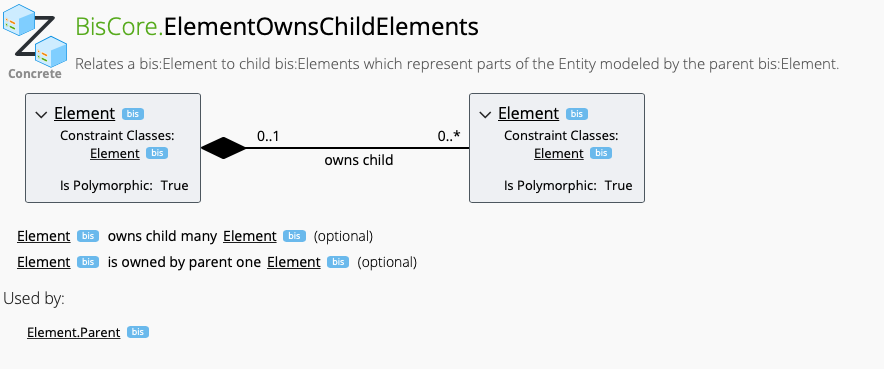 BisCore.ElementOwnsChildElements
Concrete
Relates a bis:Element to child bis:Elements which represent parts of the Entity modeled by the parent bis:Element.
Element bis
Constraint Classes:
Element bis
Is Polymorphic: True
0..1
0..*
owns child
Element bis
Constraint Classes:
Element bis
Is Polymorphic: True
Element bis owns child many Element bis (optional)
Element bis is owned by parent one Element bis (optional)
Used by:
Element.Parent bis